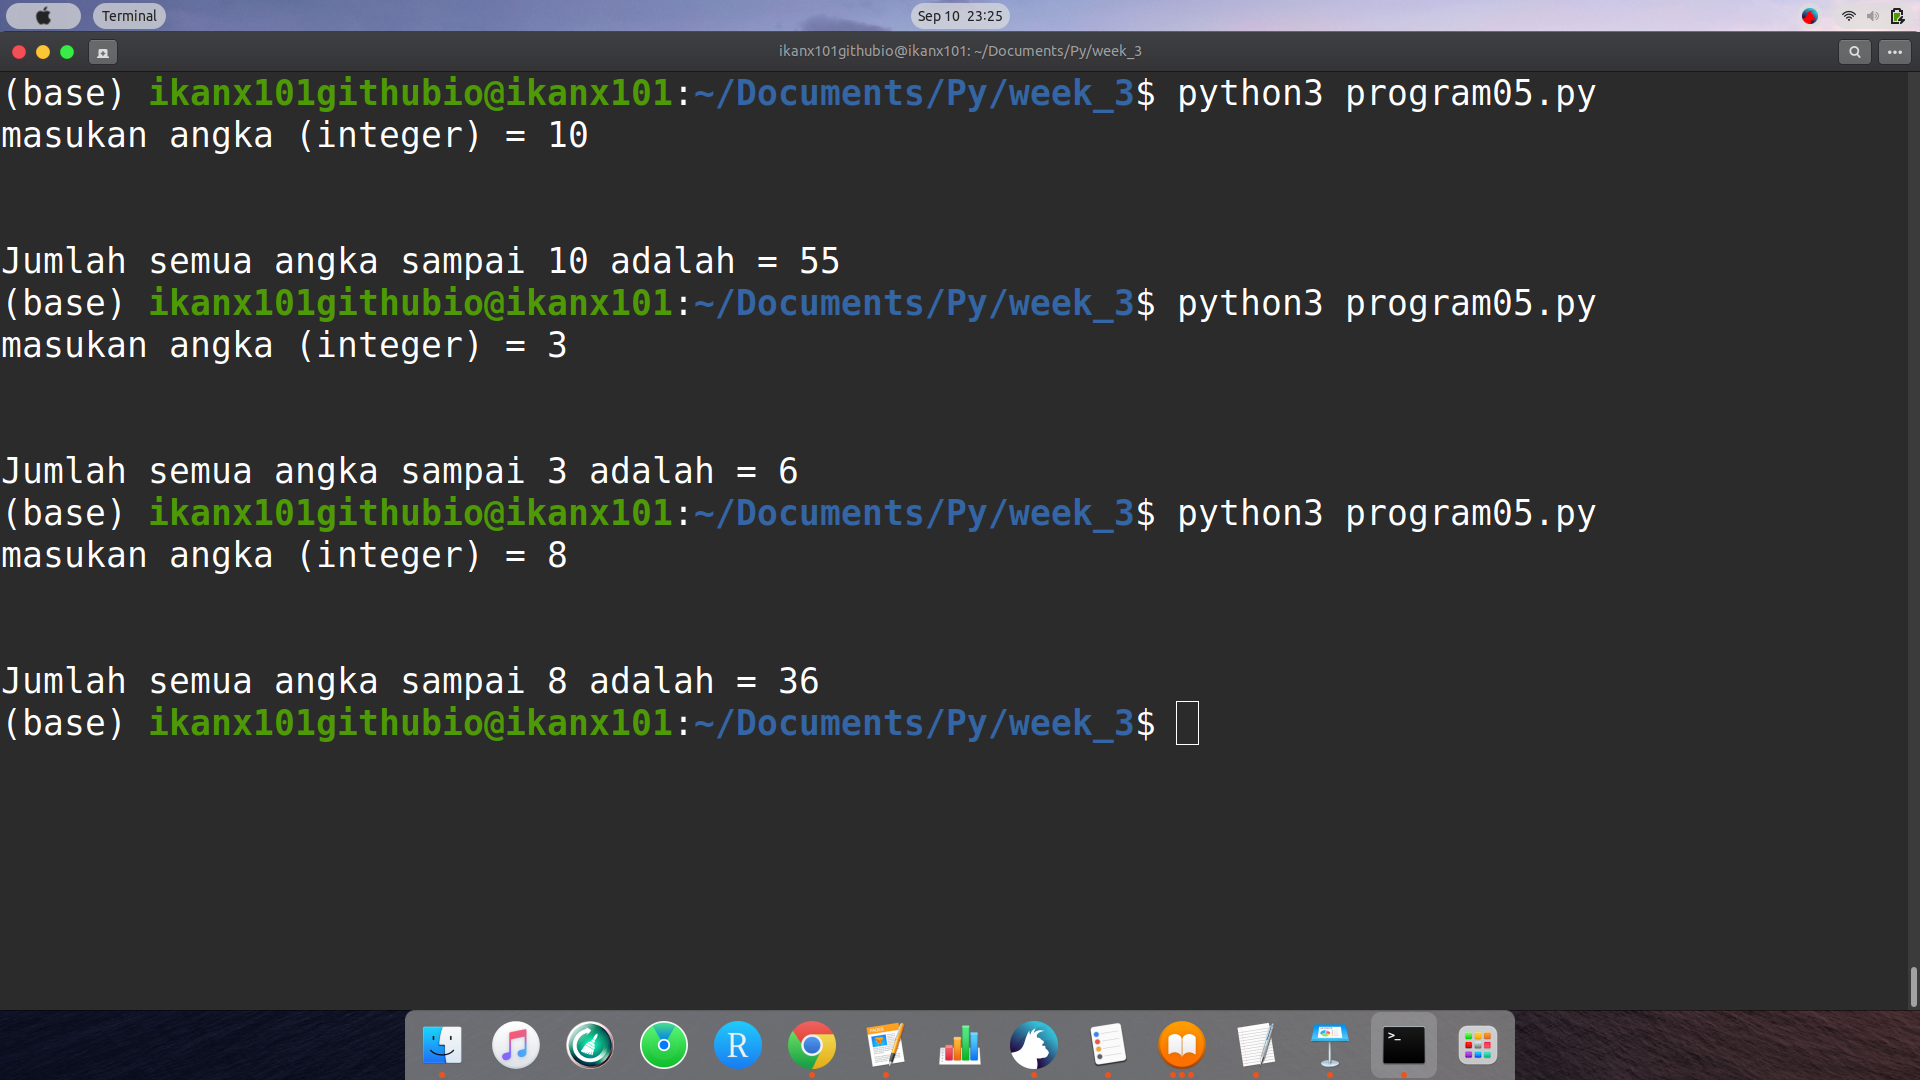 Terminal
Sep 10 23:25
ikanx101githubio@ikanx101: ~/Documents/Py/week_3
(base) ikanx101githubio@ikanx101:~/Documents/Py/week_3$ python3 program05.py
masukan angka (integer) = 10
Jumlah semua angka sampai 10 adalah = 55
(base) ikanx101githubio@ikanx101:~/Documents/Py/week_3$ python3 program05.py
masukan angka (integer) = 3
Jumlah semua angka sampai 3 adalah = 6
(base) ikanx101githubio@ikanx101:~/Documents/Py/week_3$ python3 program05.py
masukan angka (integer) = 8
Jumlah semua angka sampai 8 adalah = 36
(base) ikanx101githubio@ikanx101:~/Documents/Py/week_3$
R
>_